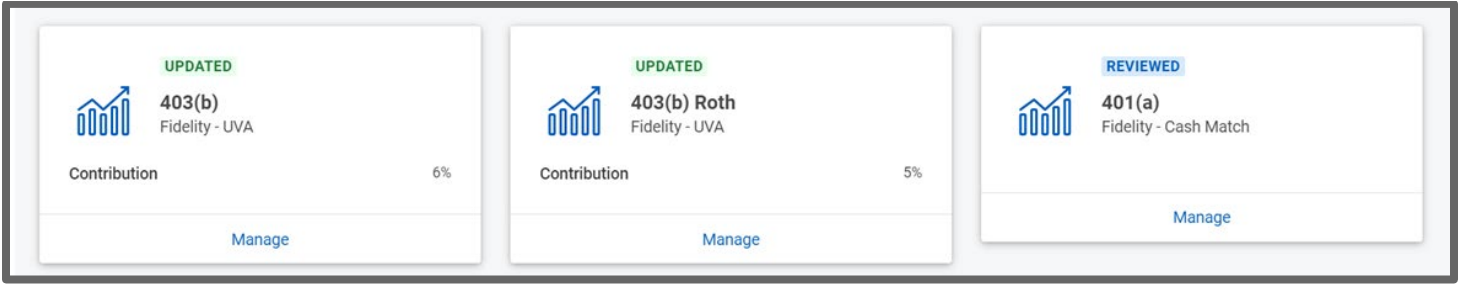 UPDATED
403(b)
Fidelity - UVA
Contribution 6%
Manage
UPDATED
403(b) Roth
Fidelity - UVA
Contribution 5%
Manage
REVIEWED
401(a)
Fidelity - Cash Match
Manage